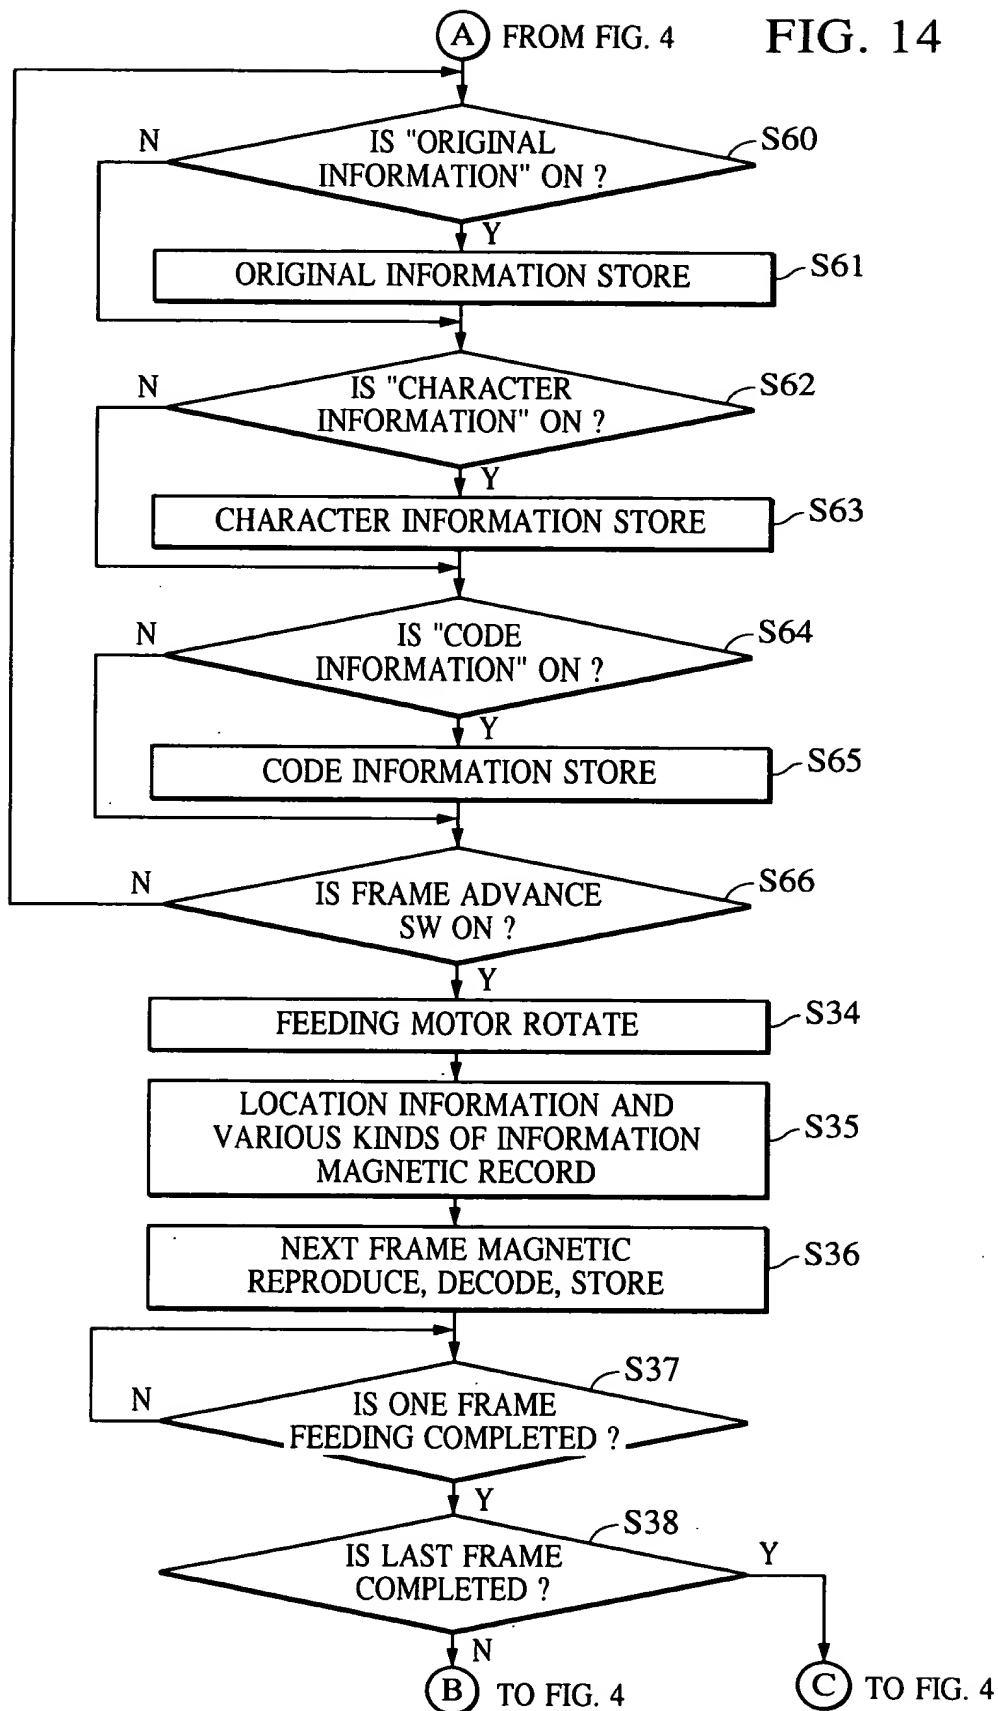 A FROM FIG. 4
FIG. 14
IS "ORIGINAL
INFORMATION" ON ?
S60
N
Y
ORIGINAL INFORMATION STORE
S61
IS "CHARACTER
INFORMATION" ON ?
S62
N
Y
CHARACTER INFORMATION STORE
S63
IS "CODE
INFORMATION" ON ?
S64
N
Y
CODE INFORMATION STORE
S65
IS FRAME ADVANCE
SW ON ?
S66
N
Y
FEEDING MOTOR ROTATE
S34
LOCATION INFORMATION AND
VARIOUS KINDS OF INFORMATION
MAGNETIC RECORD
S35
NEXT FRAME MAGNETIC
REPRODUCE, DECODE, STORE
S36
IS ONE FRAME
FEEDING COMPLETED ?
S37
N
Y
IS LAST FRAME
COMPLETED ?
S38
Y
N
B TO FIG. 4
C TO FIG. 4